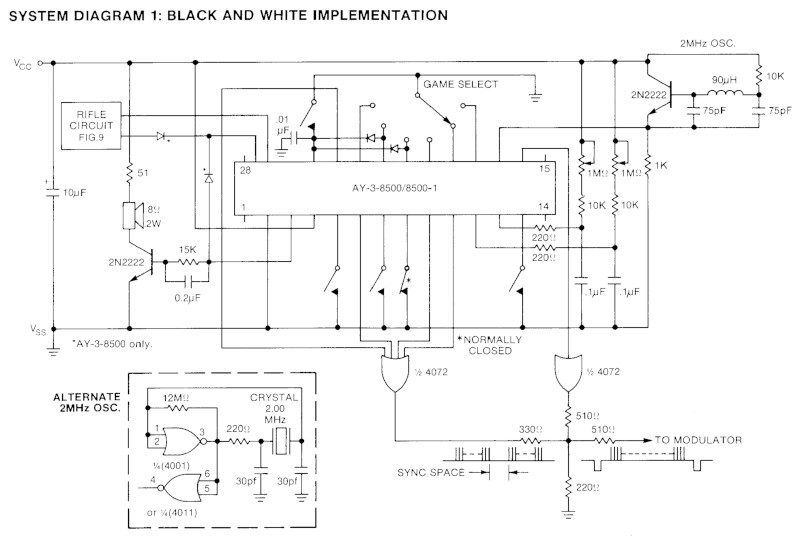 SYSTEM DIAGRAM 1: BLACK AND WHITE IMPLEMENTATION
2MHz OSC.
VCC
GAME SELECT
90µH
10K
2N2222
75pF
75pF
RIFLE
CIRCUIT
FIG.9
.01
µF
*
*
28
15
AY-3-8500/8500-1
1
14
51
1MΩ
1MΩ
1K
+
10µF
8Ω
.2W
10K
10K
220Ω
220Ω
15K
2N2222
0.2µF
*
.1µF
.1µF
VSS
*AY-3-8500 only.
*NORMALLY
CLOSED
½ 4072
½ 4072
ALTERNATE
2MHz OSC.
12MΩ
CRYSTAL
2.00
MHz
220Ω
1
2
3
¼(4001)
30pf
30pf
4
6
5
or ¼(4011)
510Ω
330Ω
510Ω
TO MODULATOR
SYNC SPACE
220Ω